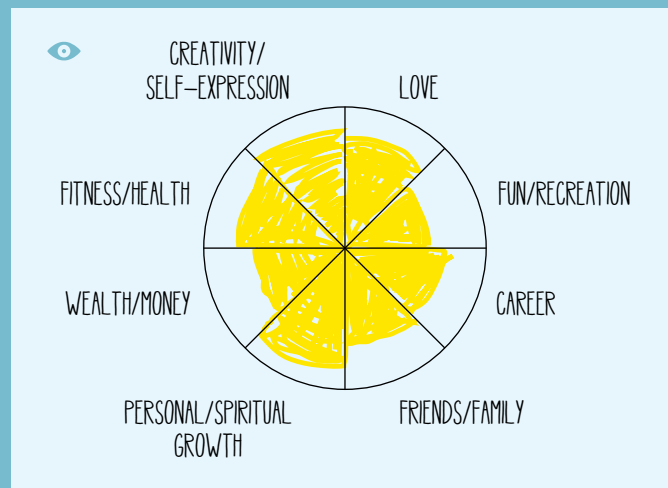 CREATIVITY/
SELF-EXPRESSION
LOVE
FITNESS/HEALTH
FUN/RECREATION
WEALTH/MONEY
CAREER
PERSONAL/SPIRITUAL
GROWTH
FRIENDS/FAMILY